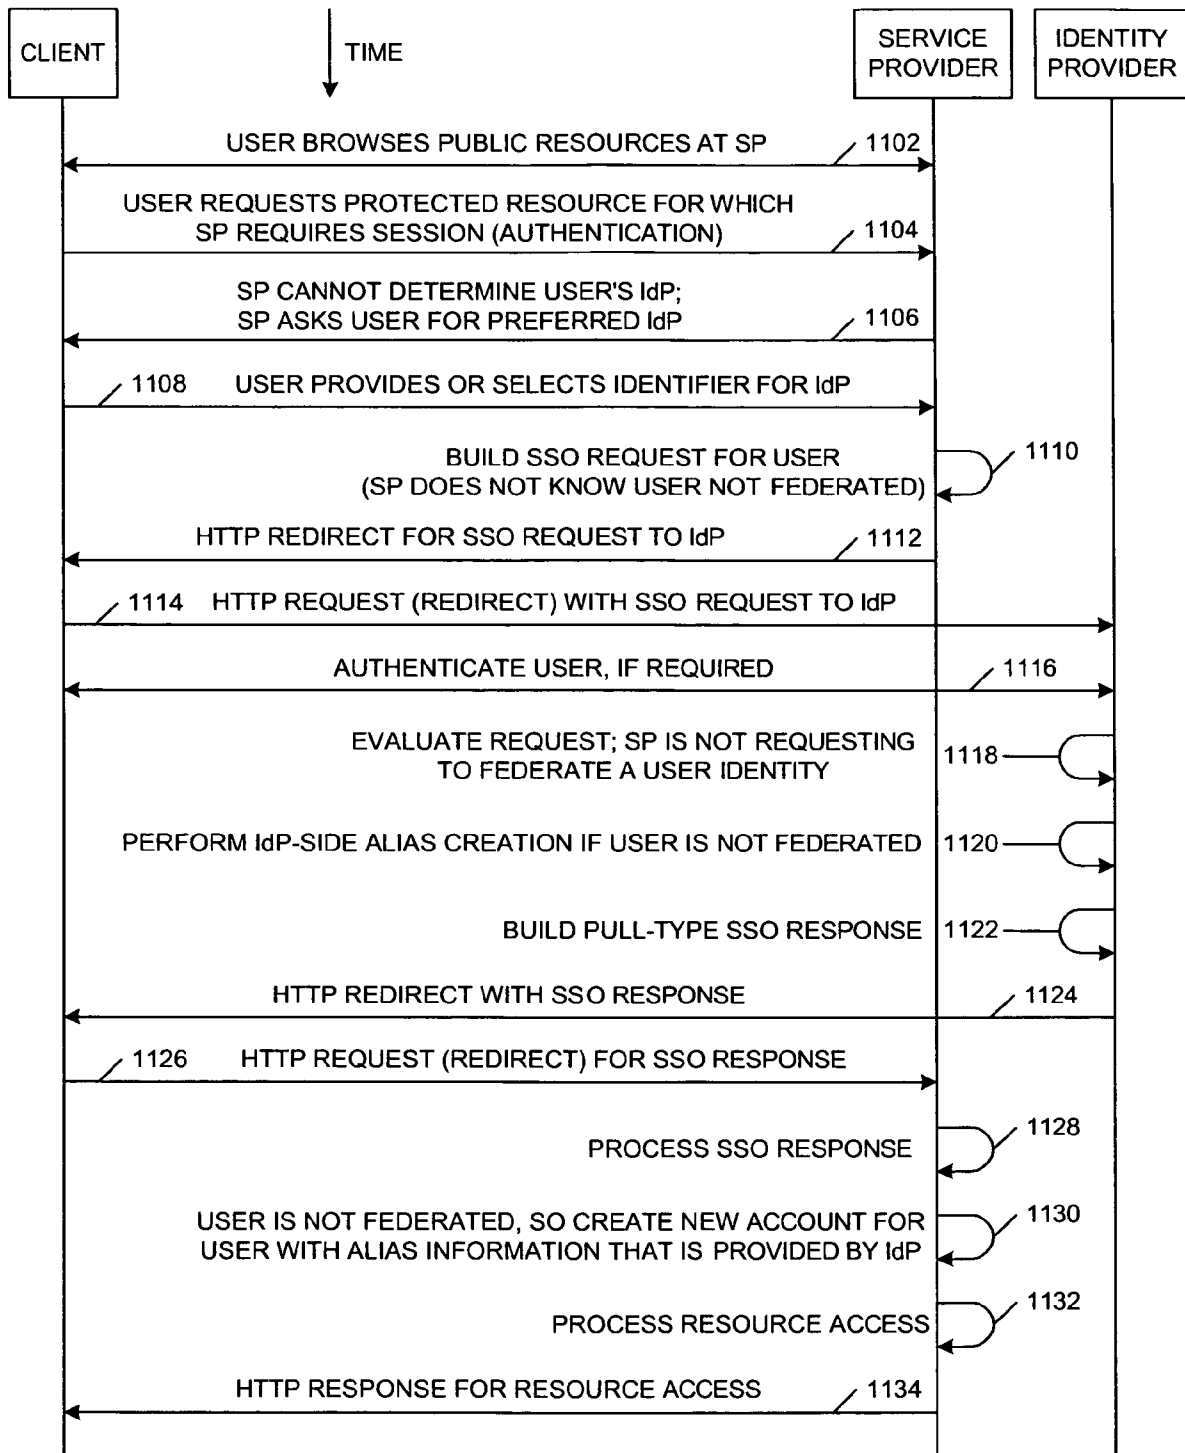 CLIENT
TIME
SERVICE
PROVIDER
IDENTITY
PROVIDER
USER BROWSES PUBLIC RESOURCES AT SP
1102
USER REQUESTS PROTECTED RESOURCE FOR WHICH
SP REQUIRES SESSION (AUTHENTICATION)
1104
SP CANNOT DETERMINE USER'S IdP;
SP ASKS USER FOR PREFERRED IdP
1106
1108
USER PROVIDES OR SELECTS IDENTIFIER FOR IdP
BUILD SSO REQUEST FOR USER
(SP DOES NOT KNOW USER NOT FEDERATED)
1110
HTTP REDIRECT FOR SSO REQUEST TO IdP
1112
1114
HTTP REQUEST (REDIRECT) WITH SSO REQUEST TO IdP
AUTHENTICATE USER, IF REQUIRED
1116
EVALUATE REQUEST; SP IS NOT REQUESTING
TO FEDERATE A USER IDENTITY
1118
PERFORM IdP-SIDE ALIAS CREATION IF USER IS NOT FEDERATED
1120
BUILD PULL-TYPE SSO RESPONSE
1122
HTTP REDIRECT WITH SSO RESPONSE
1124
1126
HTTP REQUEST (REDIRECT) FOR SSO RESPONSE
PROCESS SSO RESPONSE
1128
USER IS NOT FEDERATED, SO CREATE NEW ACCOUNT FOR
USER WITH ALIAS INFORMATION THAT IS PROVIDED BY IdP
1130
PROCESS RESOURCE ACCESS
1132
HTTP RESPONSE FOR RESOURCE ACCESS
1134